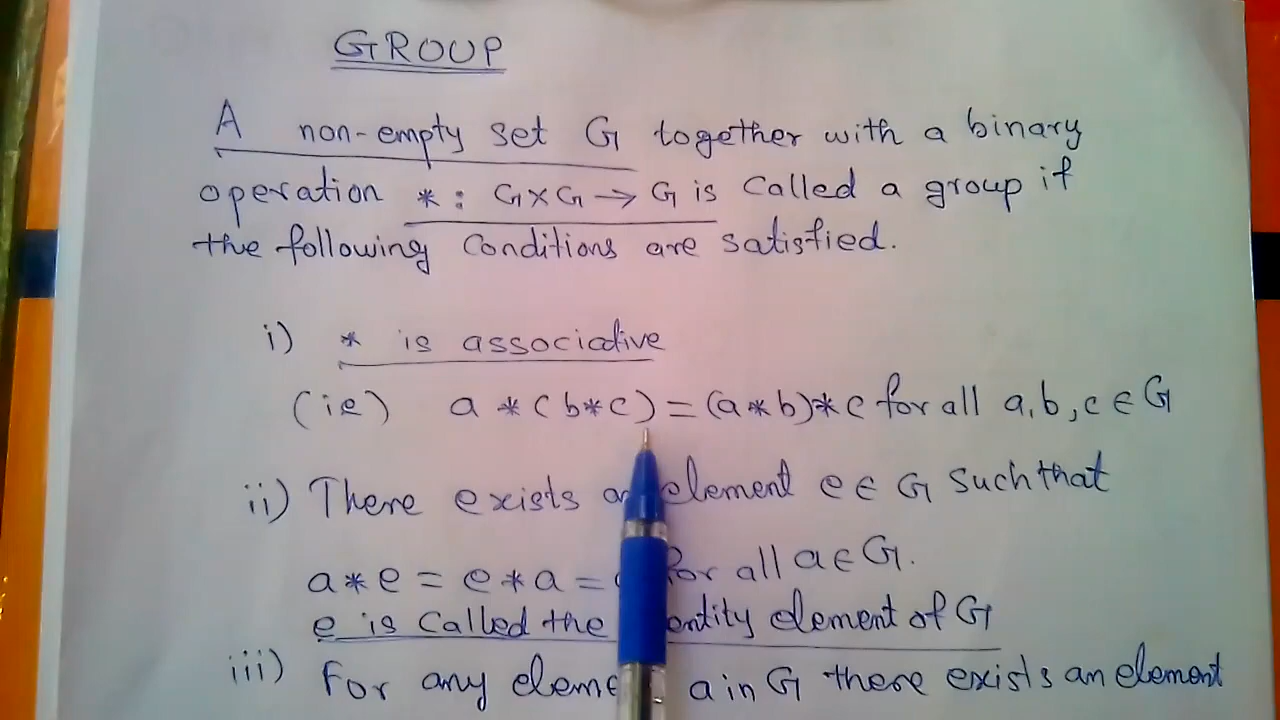 GROUP
A non-empty set G together with a binary
operation * : G×G → G is called a group if
the following conditions are satisfied.
i) * is associative
(ie) a * (b*c) = (a*b)*c for all a, b, c ∈ G
ii) There exists an element e ∈ G such that
a*e = e*a = for all a ∈ G.
e is called the entity element of G
iii) For any eleme a in G there exists an element